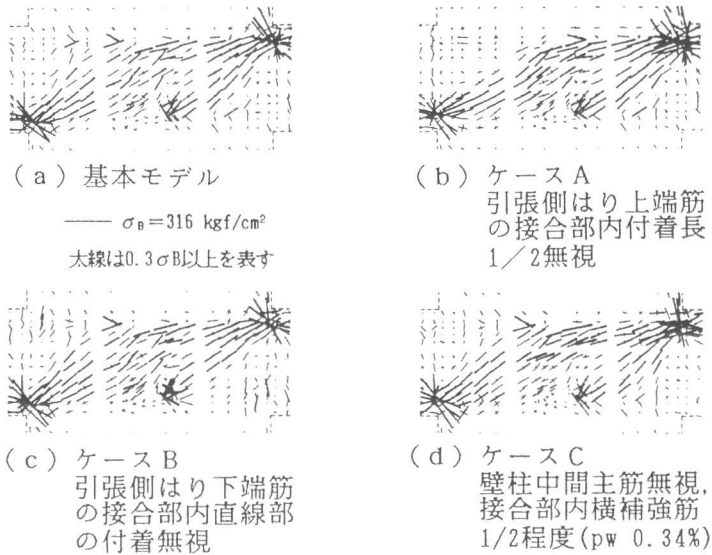 (a) 基本モデル
—— σB=316 kgf/cm²
太線は0.3σB以上を表す
(b) ケースA
引張側はり上端筋
の接合部内付着長
1/2無視
(c) ケースB
引張側はり下端筋
の接合部内直線部
の付着無視
(d) ケースC
壁柱中間主筋無視,
接合部内横補強筋
1/2程度(pw 0.34%)